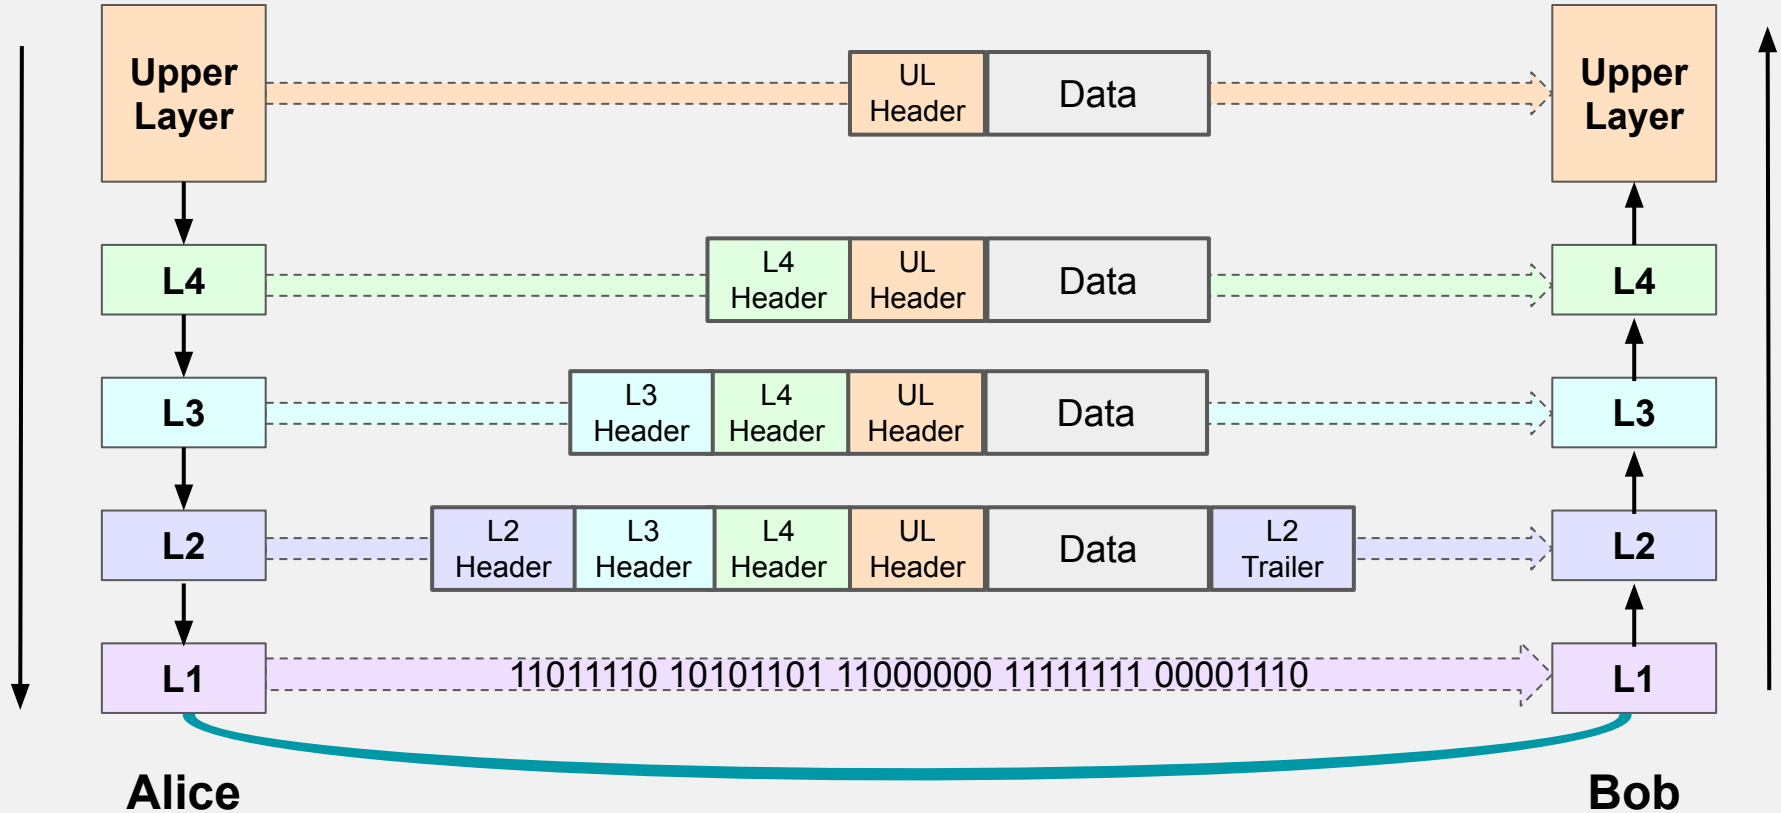 Upper
Layer
UL
Header
Data
Upper
Layer
L4
L4
Header
UL
Header
Data
L4
L3
L3
Header
L4
Header
UL
Header
Data
L3
L2
L2
Header
L3
Header
L4
Header
UL
Header
Data
L2
Trailer
L2
L1
11011110 10101101 11000000 11111111 00001110
L1
Alice
Bob